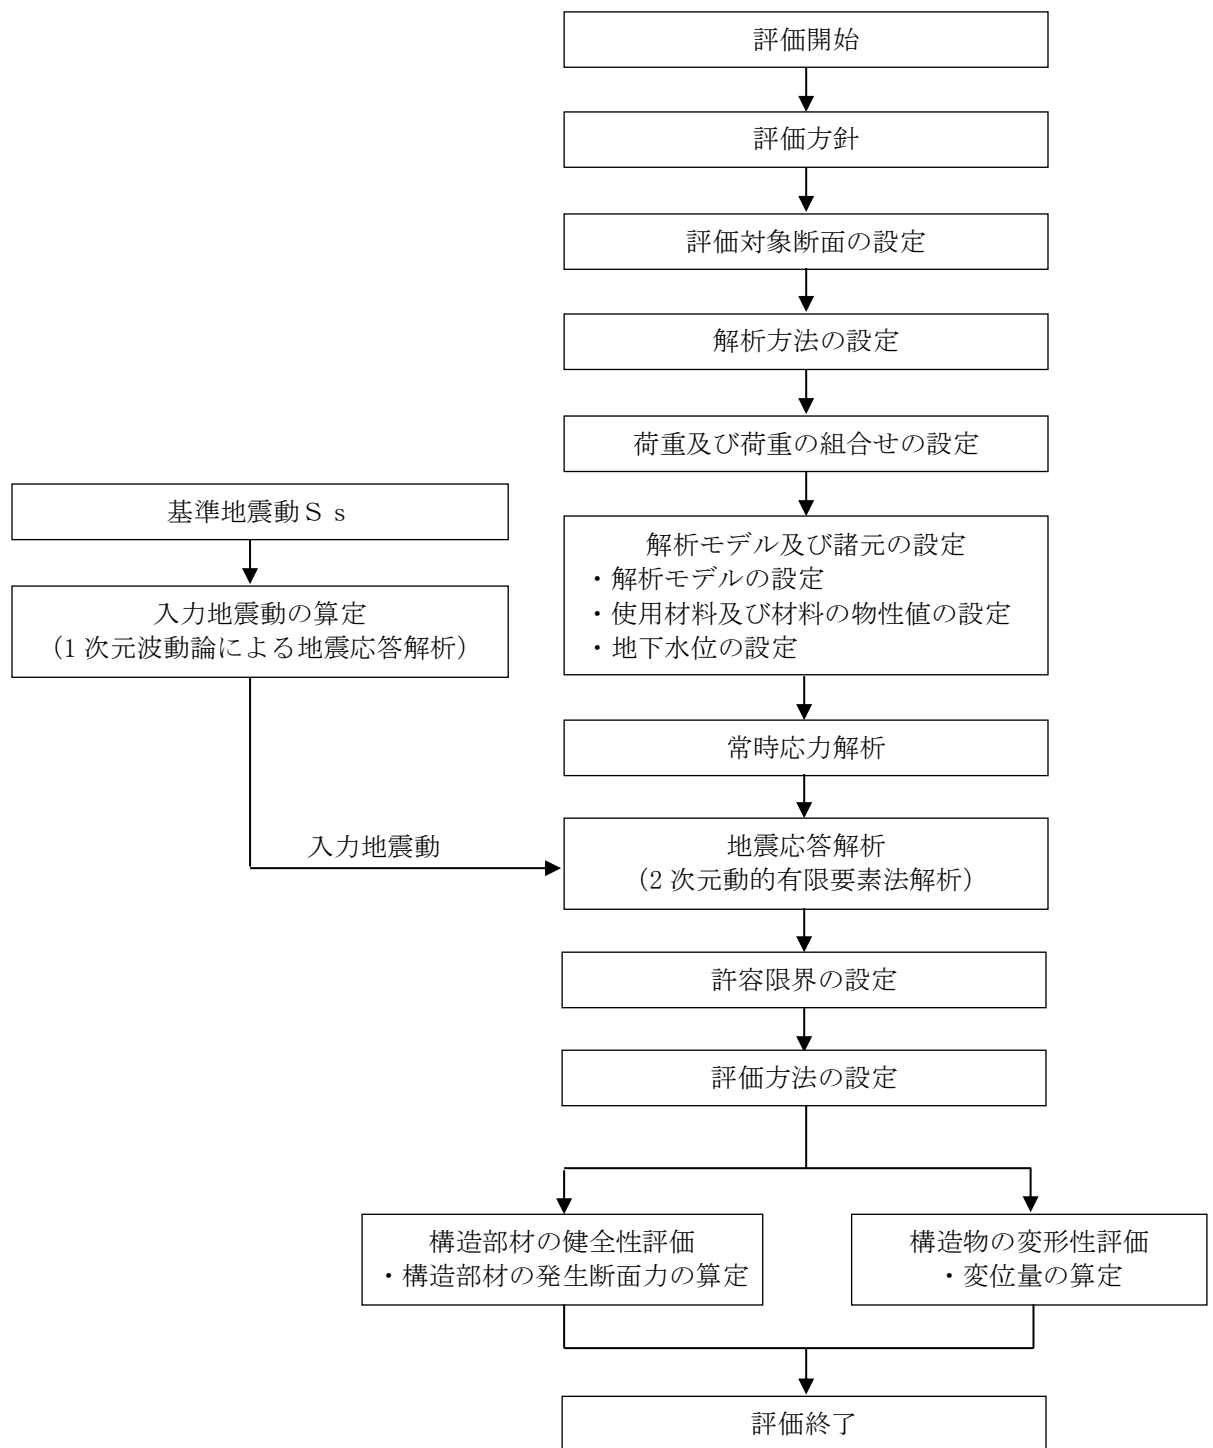 評価開始
評価方針
評価対象断面の設定
解析方法の設定
荷重及び荷重の組合せの設定
基準地震動Ｓｓ
入力地震動の算定
（1 次元波動論による地震応答解析）
解析モデル及び諸元の設定
・解析モデルの設定
・使用材料及び材料の物性値の設定
・地下水位の設定
常時応力解析
入力地震動
地震応答解析
（2 次元動的有限要素法解析）
許容限界の設定
評価方法の設定
構造部材の健全性評価
・構造部材の発生断面力の算定
構造物の変形性評価
・変位量の算定
評価終了